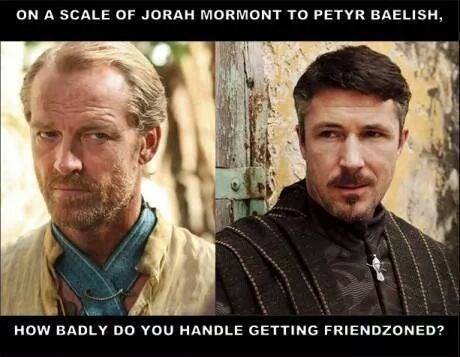 ON A SCALE OF JORAH MORMONT TO PETYR BAELISH,
HOW BADLY DO YOU HANDLE GETTING FRIENDZONED?